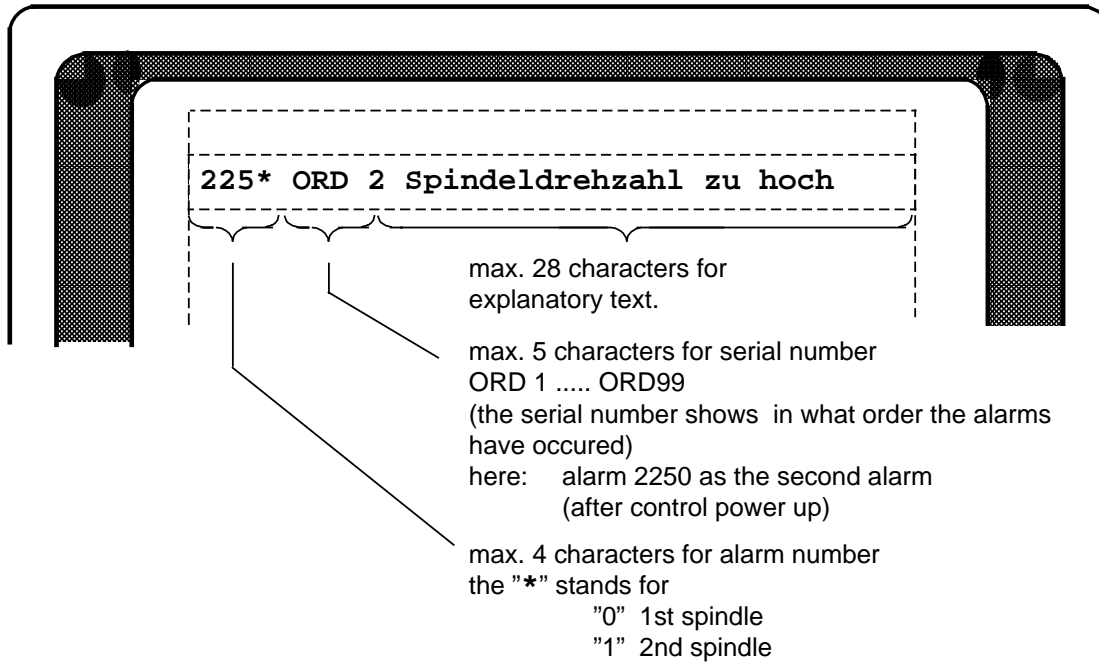 225* ORD 2 Spindeldrehzahl zu hoch
max. 28 characters for
explanatory text.
max. 5 characters for serial number
ORD 1 ..... ORD99
(the serial number shows in what order the alarms
have occured)
here: alarm 2250 as the second alarm
(after control power up)
max. 4 characters for alarm number
the ”*” stands for
”0” 1st spindle
”1” 2nd spindle